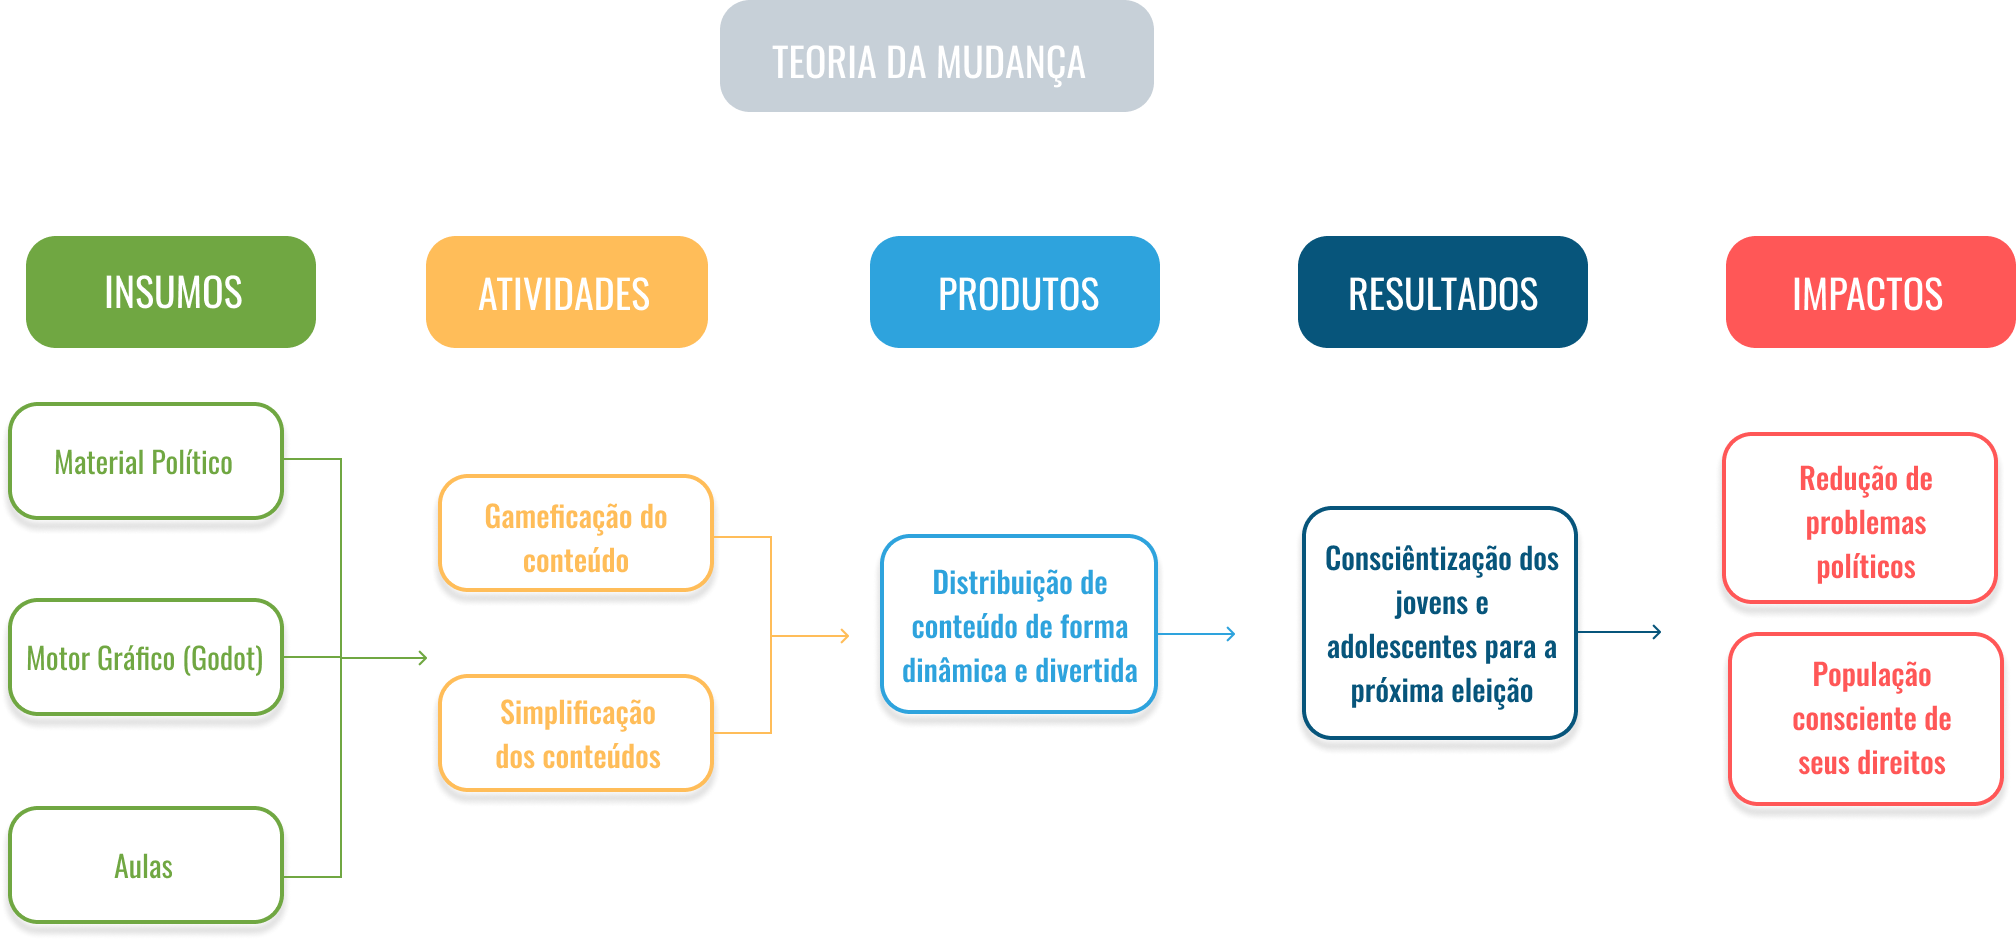 TEORIA DA MUDANÇA
INSUMOS
ATIVIDADES
PRODUTOS
RESULTADOS
IMPACTOS
Material Político
Motor Gráfico (Godot)
Aulas
Gameficação do
conteúdo
Simplificação
dos conteúdos
Distribuição de
conteúdo de forma
dinâmica e divertida
Consciêntização dos
jovens e
adolescentes para a
próxima eleição
Redução de
problemas
políticos
População
consciente de
seus direitos